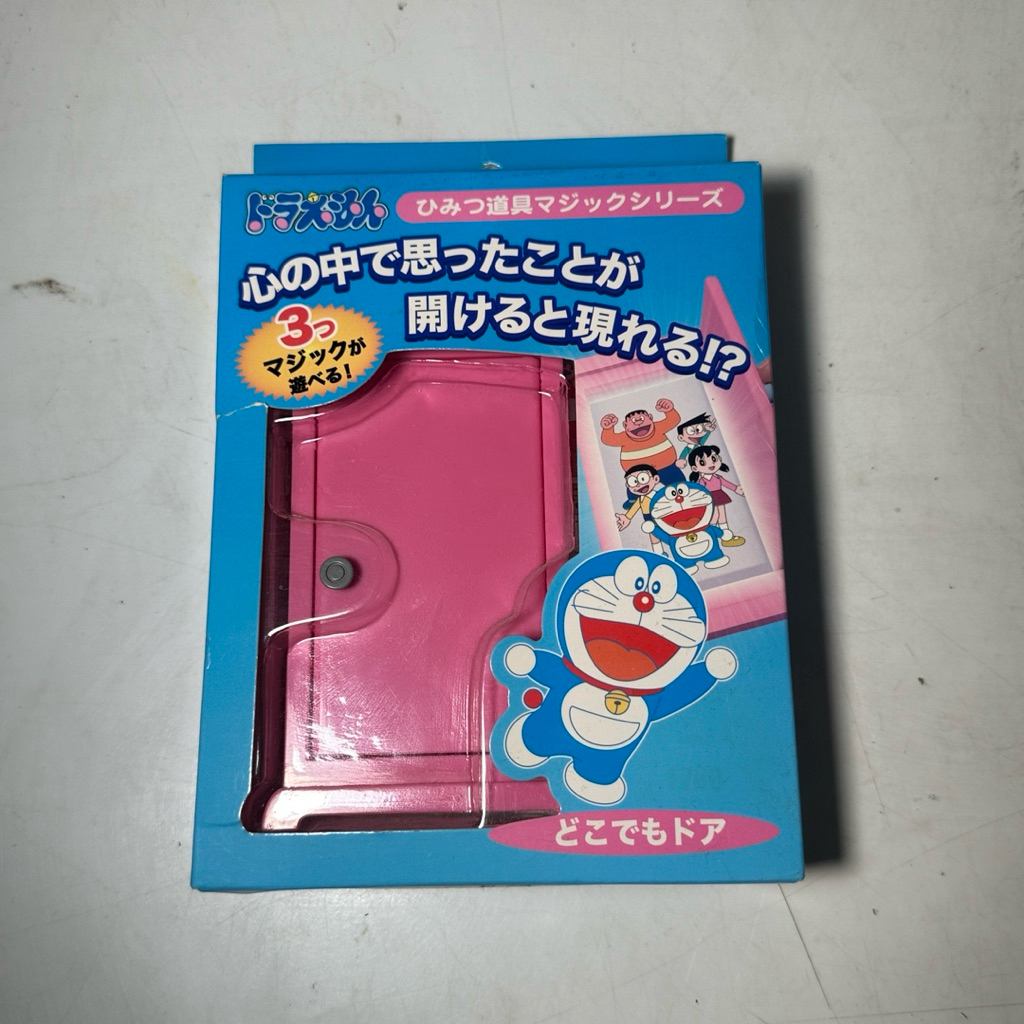 ドラえもん
ひみつ道具マジックシリーズ
心の中で思ったことが
開けると現れる!?
3つ
マジックが
遊べる!
どこでもドア